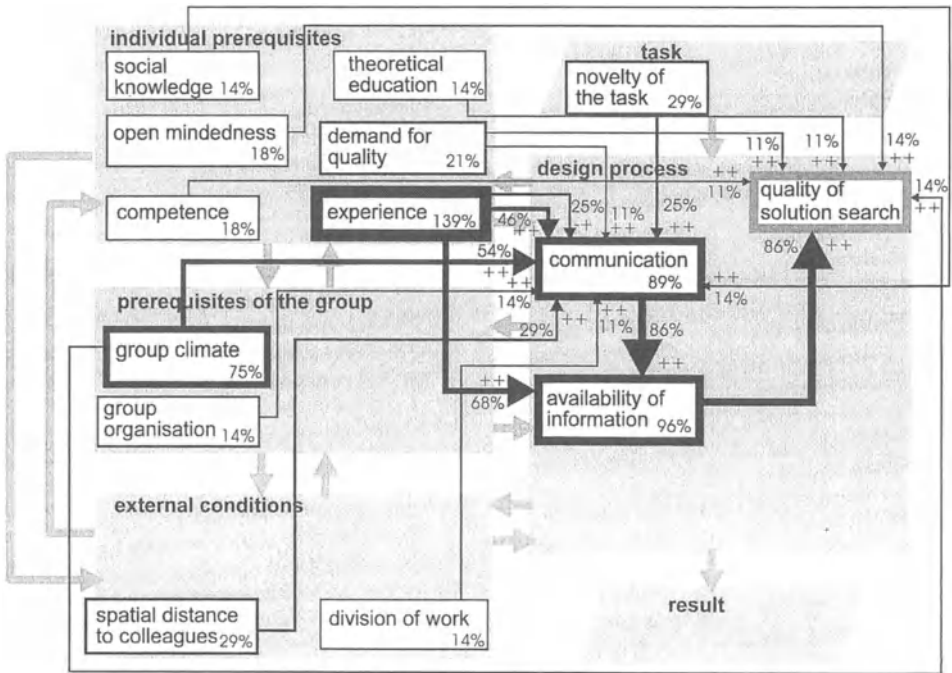 individual prerequisites
social
knowledge 14%
theoretical
education 14%
task
novelty of
the task 29%
open mindedness
18%
demand for
quality 21%
11%
++
11%
++
14%
++
design process
++
11%
quality of
solution search
14%
++
competence
18%
experience
139%
46%
++
25%
++
11%
++
25%
++
86%
++
54%
++
communication
89%
++
14%
++
14%
prerequisites of the group
29%
++
11%
++
86%
++
group climate
75%
++
68%
availability of
information 96%
group
organisation 14%
external conditions
spatial distance
to colleagues 29%
division of work
14%
result